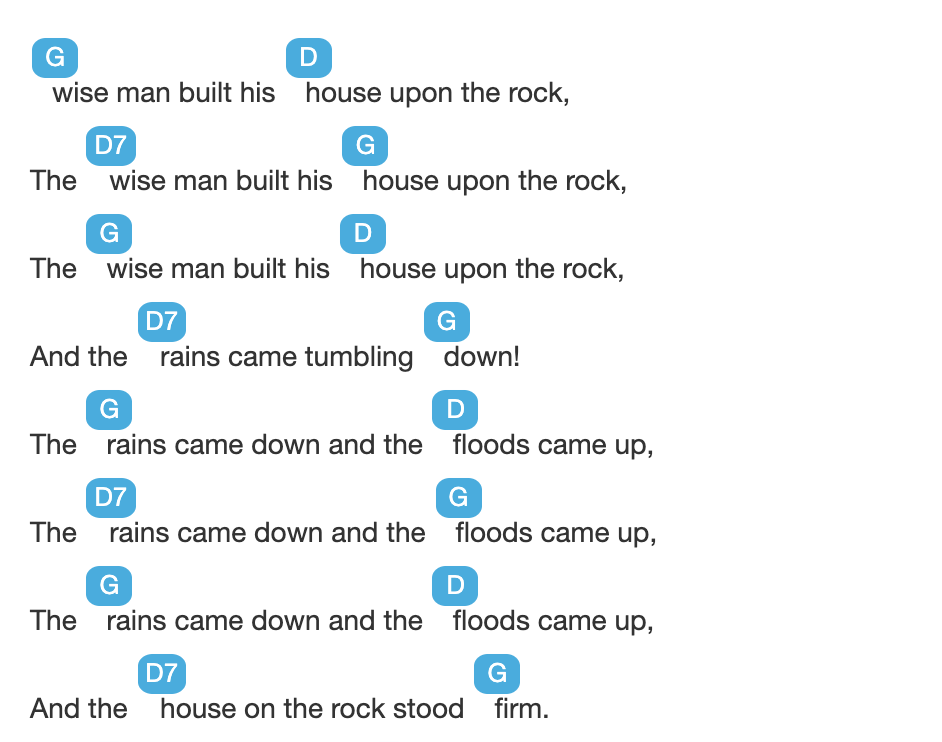 G D
wise man built his house upon the rock,
D7 G
The wise man built his house upon the rock,
G D
The wise man built his house upon the rock,
D7 G
And the rains came tumbling down!
G D
The rains came down and the floods came up,
D7 G
The rains came down and the floods came up,
G D
The rains came down and the floods came up,
D7 G
And the house on the rock stood firm.